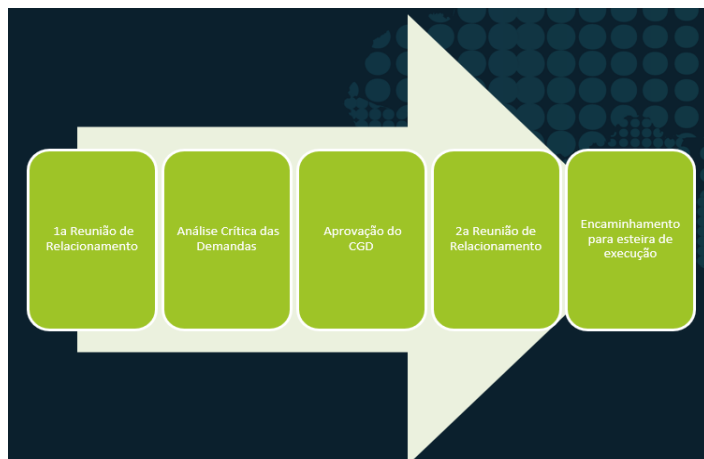 1a Reunião de
Relacionamento
Análise Crítica das
Demandas
Aprovação do
CGD
2a Reunião de
Relacionamento
Encaminhamento
para esteira de
execução